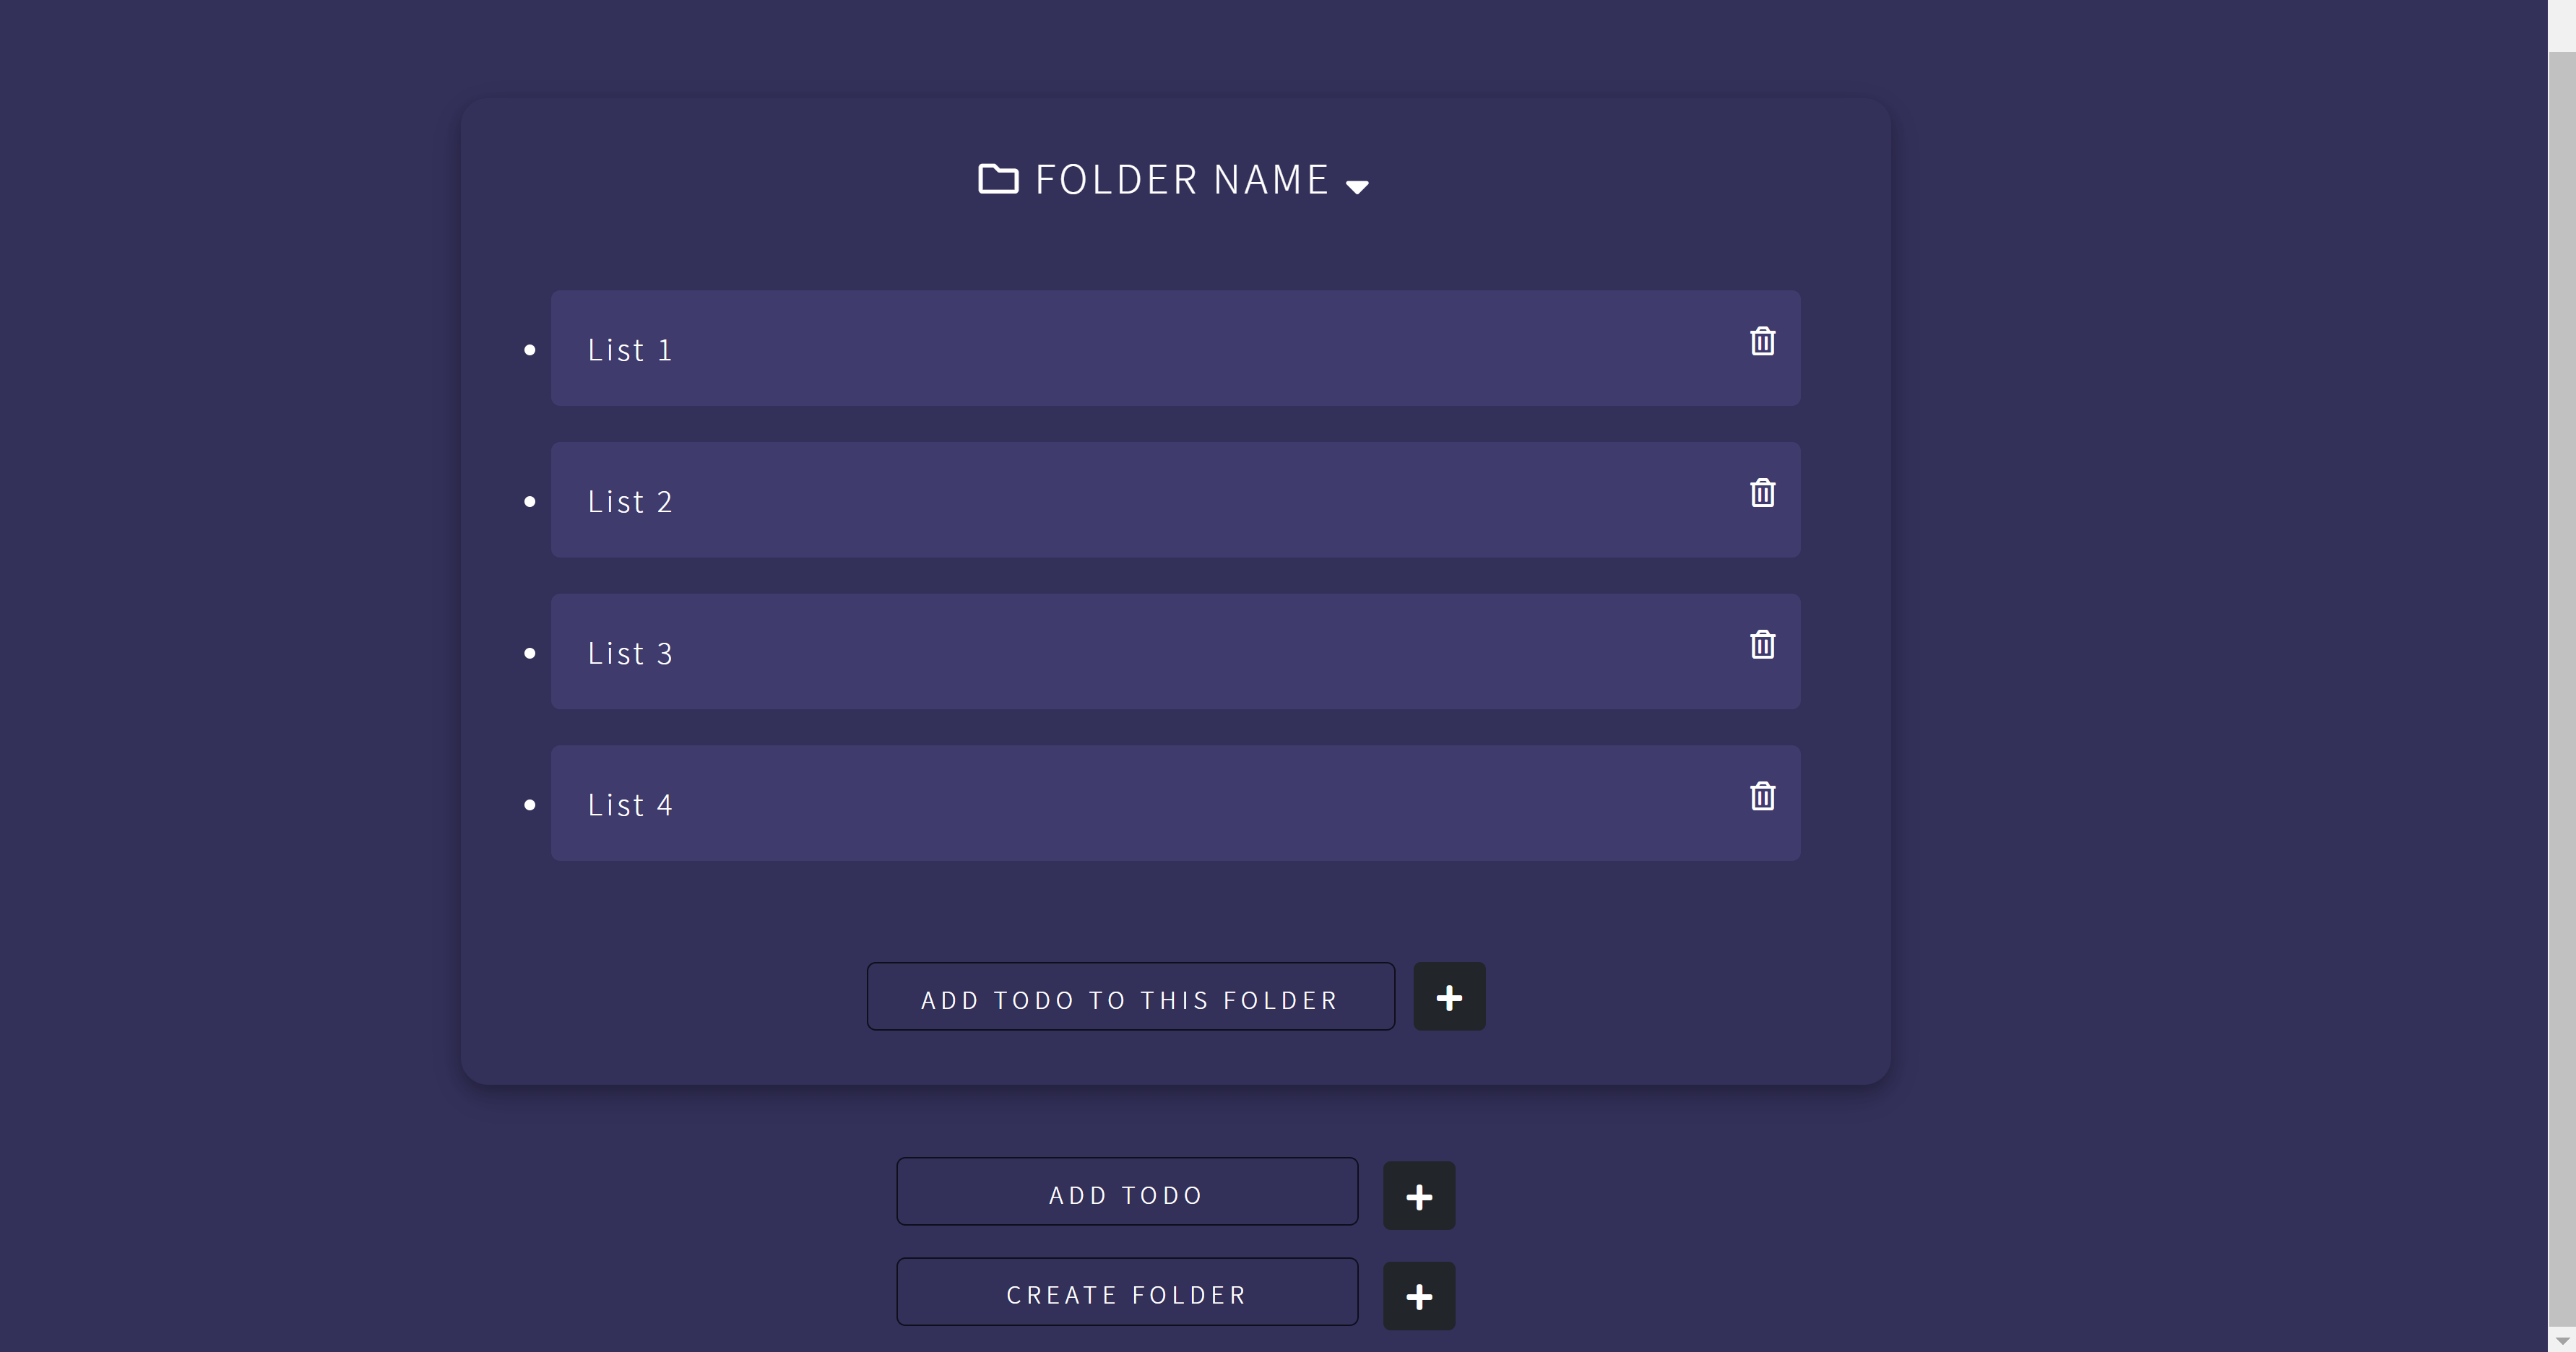 FOLDER NAME
List 1
List 2
List 3
List 4
ADD TODO TO THIS FOLDER
ADD TODO
CREATE FOLDER